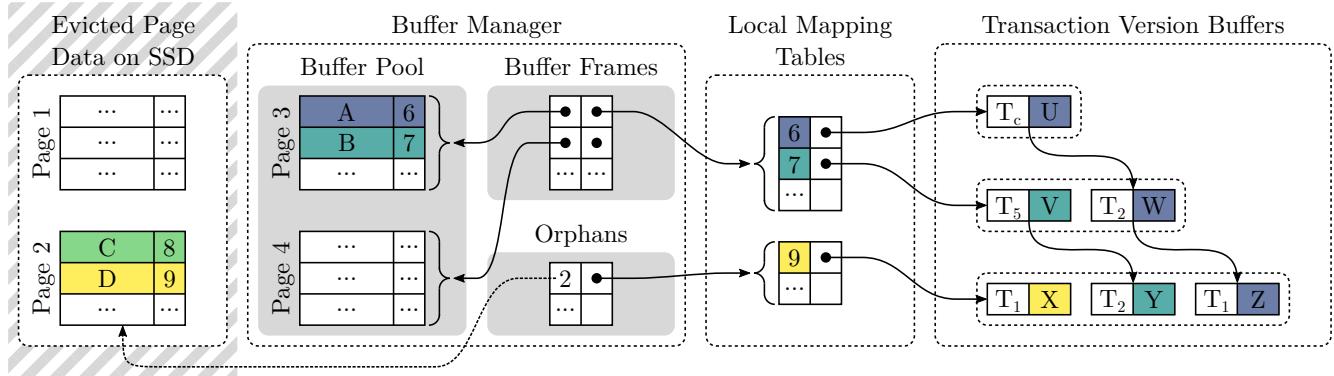 Evicted Page
Data on SSD
Page 1
... ...
... ...
... ...
Page 2
C 8
D 9
... ...
Buffer Manager
Buffer Pool
Page 3
A 6
B 7
... ...
Page 4
... ...
... ...
... ...
Buffer Frames
... ...
Orphans
2
...
Local Mapping
Tables
6
7
...
9
...
Transaction Version Buffers
Tc U
T5 V T2 W
T1 X T2 Y T1 Z